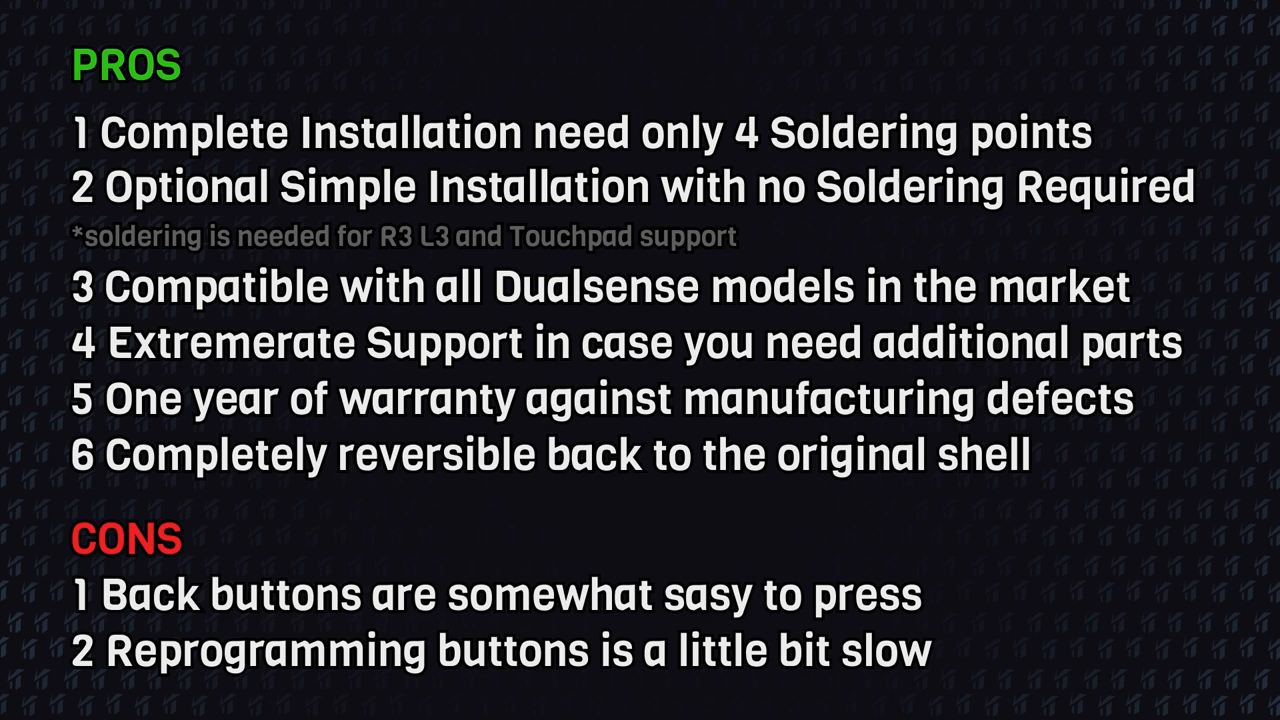 PROS
1 Complete Installation need only 4 Soldering points
2 Optional Simple Installation with no Soldering Required
*soldering is needed for R3 L3 and Touchpad support
3 Compatible with all Dualsense models in the market
4 Extremerate Support in case you need additional parts
5 One year of warranty against manufacturing defects
6 Completely reversible back to the original shell
CONS
1 Back buttons are somewhat sasy to press
2 Reprogramming buttons is a little bit slow